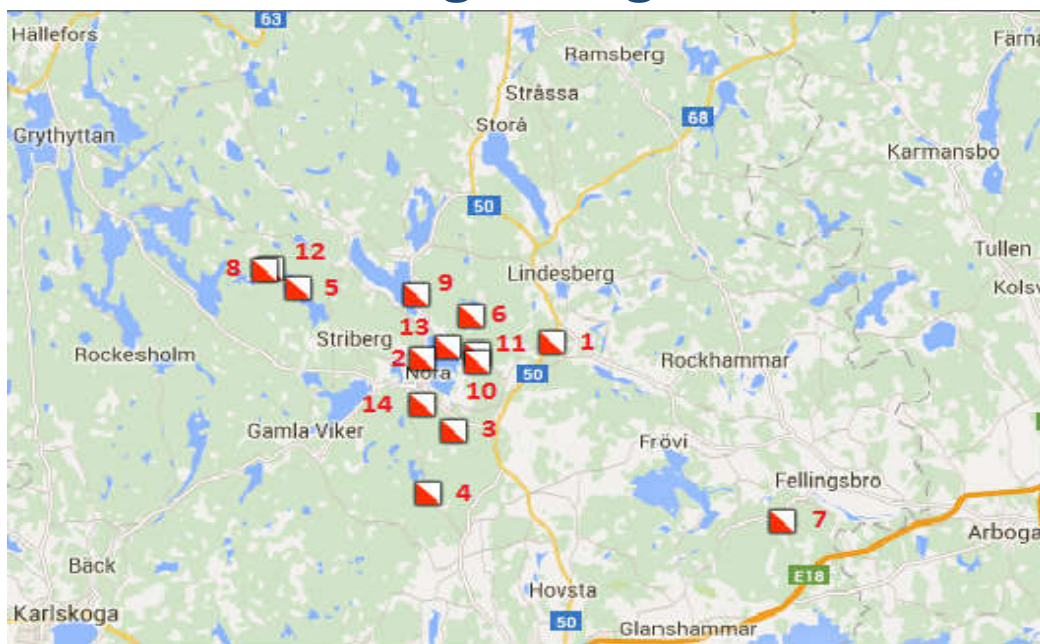 63
Hällefors
Ramsberg
Färna
Stråssa
68
Storå
Grythyttan
Karmansbo
50
Tullen
12
8
Lindesberg
5
9
Kolsv
6
13
Striberg
11
1
Rockesholm
2
Rockhammar
Nora
50
10
14
Gamla Viker
3
Frövi
4
Fellingsbro
7
Arboga
Bäck
E18
Hovsta
Karlskoga
50
Glanshammar